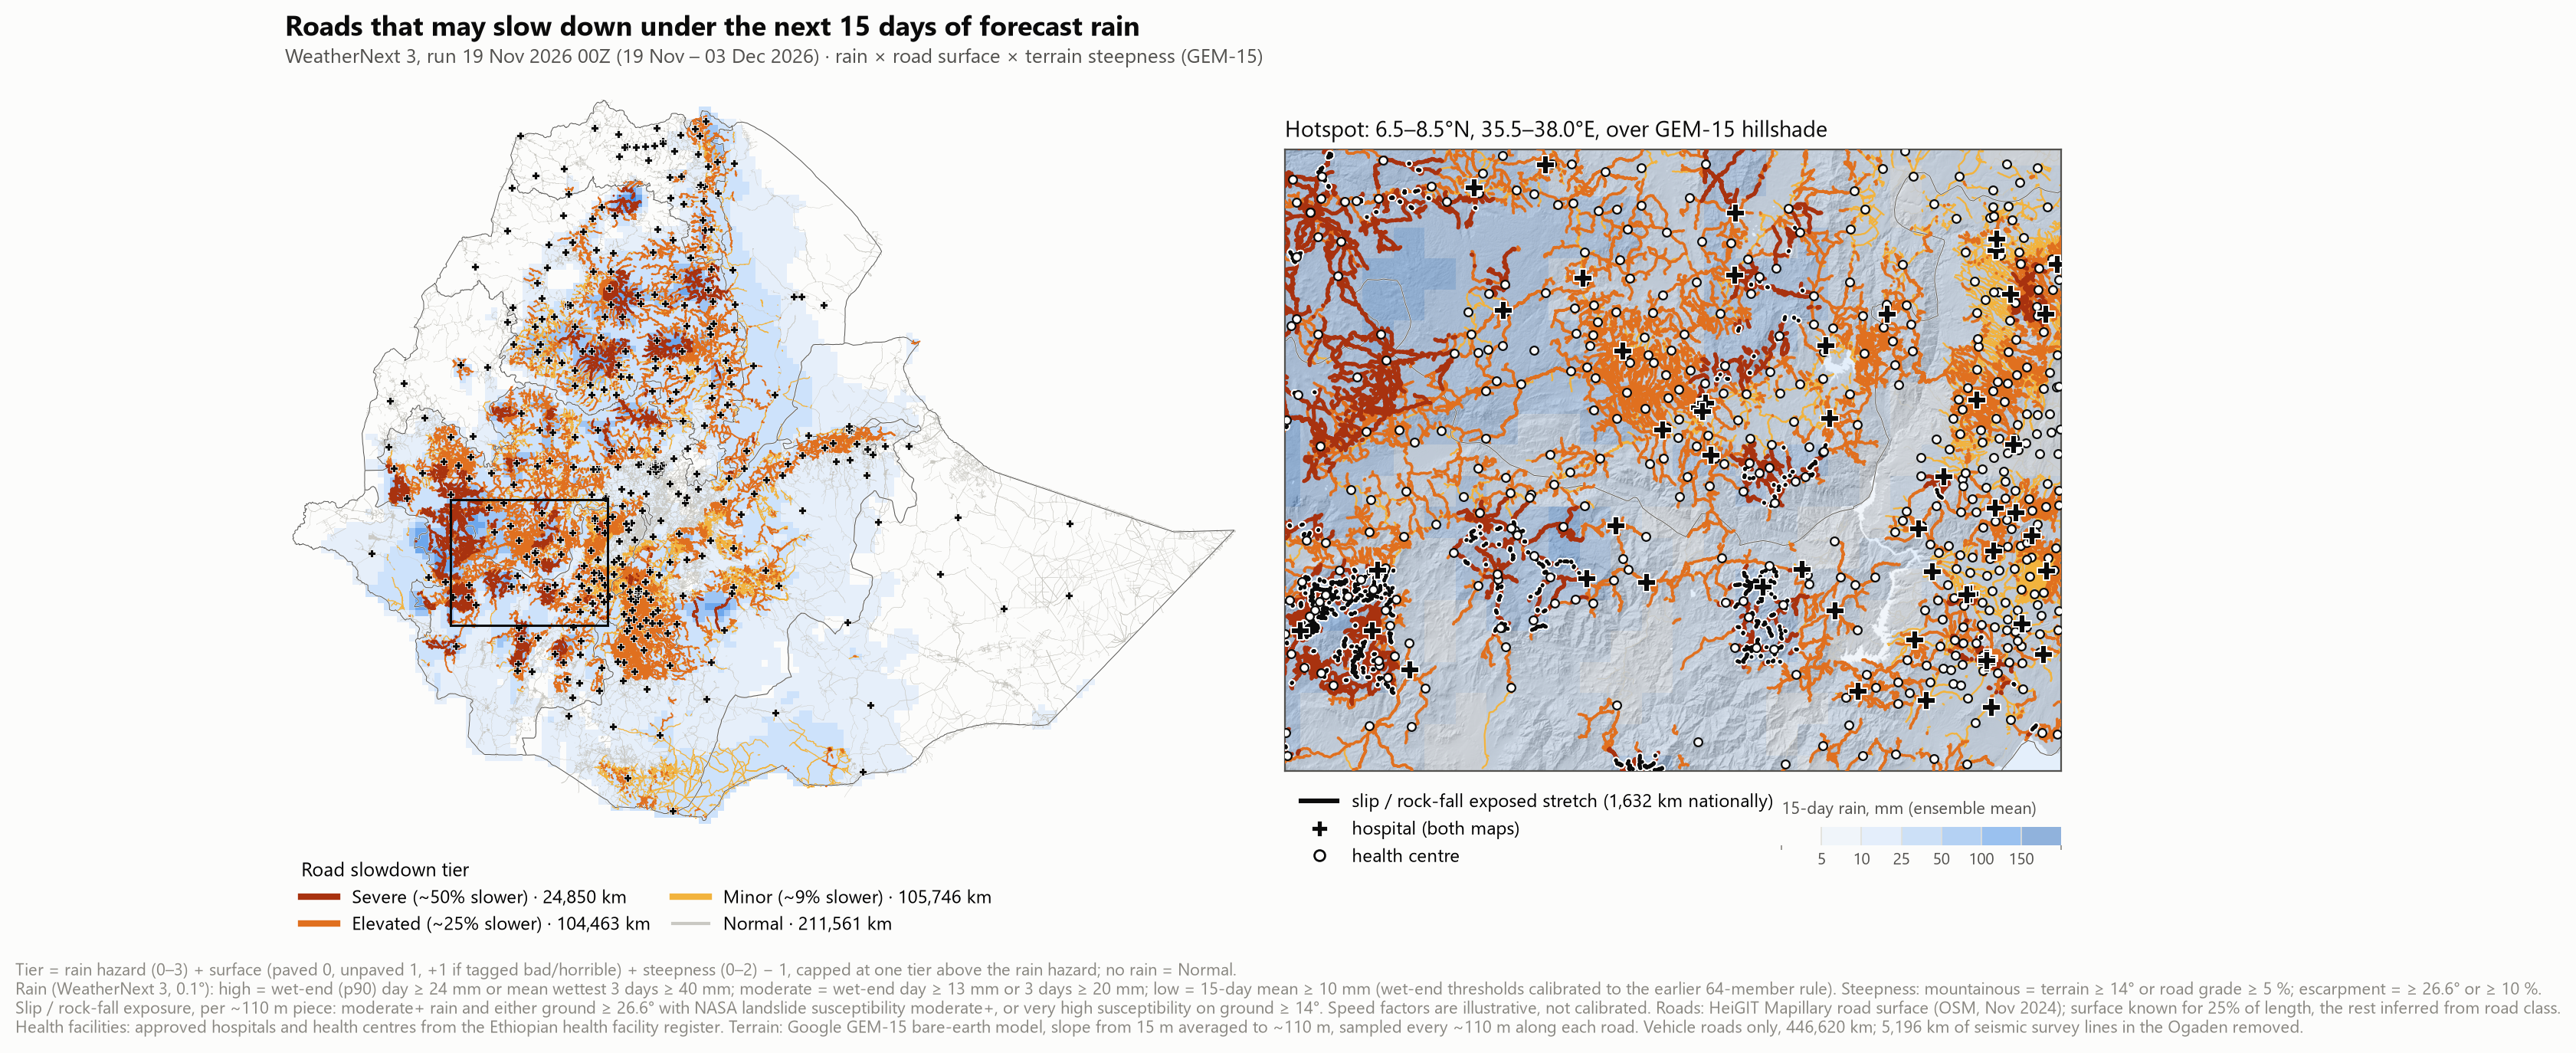 Roads that may slow down under the next 15 days of forecast rain
WeatherNext 3, run 19 Nov 2026 00Z (19 Nov – 03 Dec 2026) · rain × road surface × terrain steepness (GEM-15)
Hotspot: 6.5–8.5°N, 35.5–38.0°E, over GEM-15 hillshade
slip / rock-fall exposed stretch (1,632 km nationally)
hospital (both maps)
health centre
15-day rain, mm (ensemble mean)
5 10 25 50 100 150
Road slowdown tier
Severe (~50% slower) · 24,850 km
Minor (~9% slower) · 105,746 km
Elevated (~25% slower) · 104,463 km
Normal · 211,561 km
Tier = rain hazard (0–3) + surface (paved 0, unpaved 1, +1 if tagged bad/horrible) + steepness (0–2) − 1, capped at one tier above the rain hazard; no rain = Normal.
Rain (WeatherNext 3, 0.1°): high = wet-end (p90) day ≥ 24 mm or mean wettest 3 days ≥ 40 mm; moderate = wet-end day ≥ 13 mm or 3 days ≥ 20 mm; low = 15-day mean ≥ 10 mm (wet-end thresholds calibrated to the earlier 64-member rule). Steepness: mountainous = terrain ≥ 14° or road grade ≥ 5 %; escarpment = ≥ 26.6° or ≥ 10 %.
Slip / rock-fall exposure, per ~110 m piece: moderate+ rain and either ground ≥ 26.6° with NASA landslide susceptibility moderate+, or very high susceptibility on ground ≥ 14°. Speed factors are illustrative, not calibrated. Roads: HeiGIT Mapillary road surface (OSM, Nov 2024); surface known for 25% of length, the rest inferred from road class.
Health facilities: approved hospitals and health centres from the Ethiopian health facility register. Terrain: Google GEM-15 bare-earth model, slope from 15 m averaged to ~110 m, sampled every ~110 m along each road. Vehicle roads only, 446,620 km; 5,196 km of seismic survey lines in the Ogaden removed.